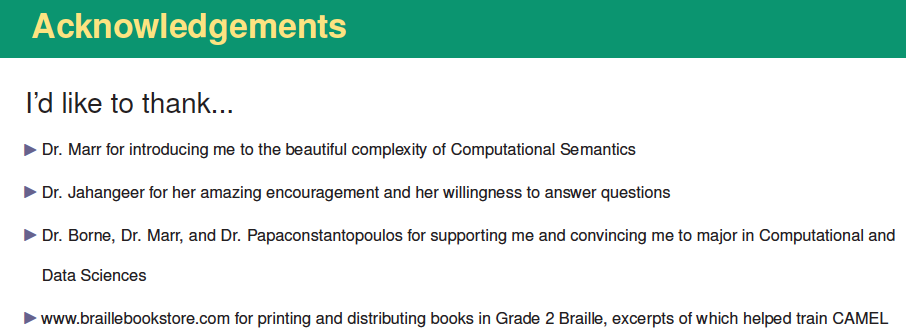 Acknowledgements
I'd like to thank...
▶ Dr. Marr for introducing me to the beautiful complexity of Computational Semantics
▶ Dr. Jahangeer for her amazing encouragement and her willingness to answer questions
▶ Dr. Borne, Dr. Marr, and Dr. Papaconstantopoulos for supporting me and convincing me to major in Computational and
Data Sciences
▶ www.braillebookstore.com for printing and distributing books in Grade 2 Braille, excerpts of which helped train CAMEL